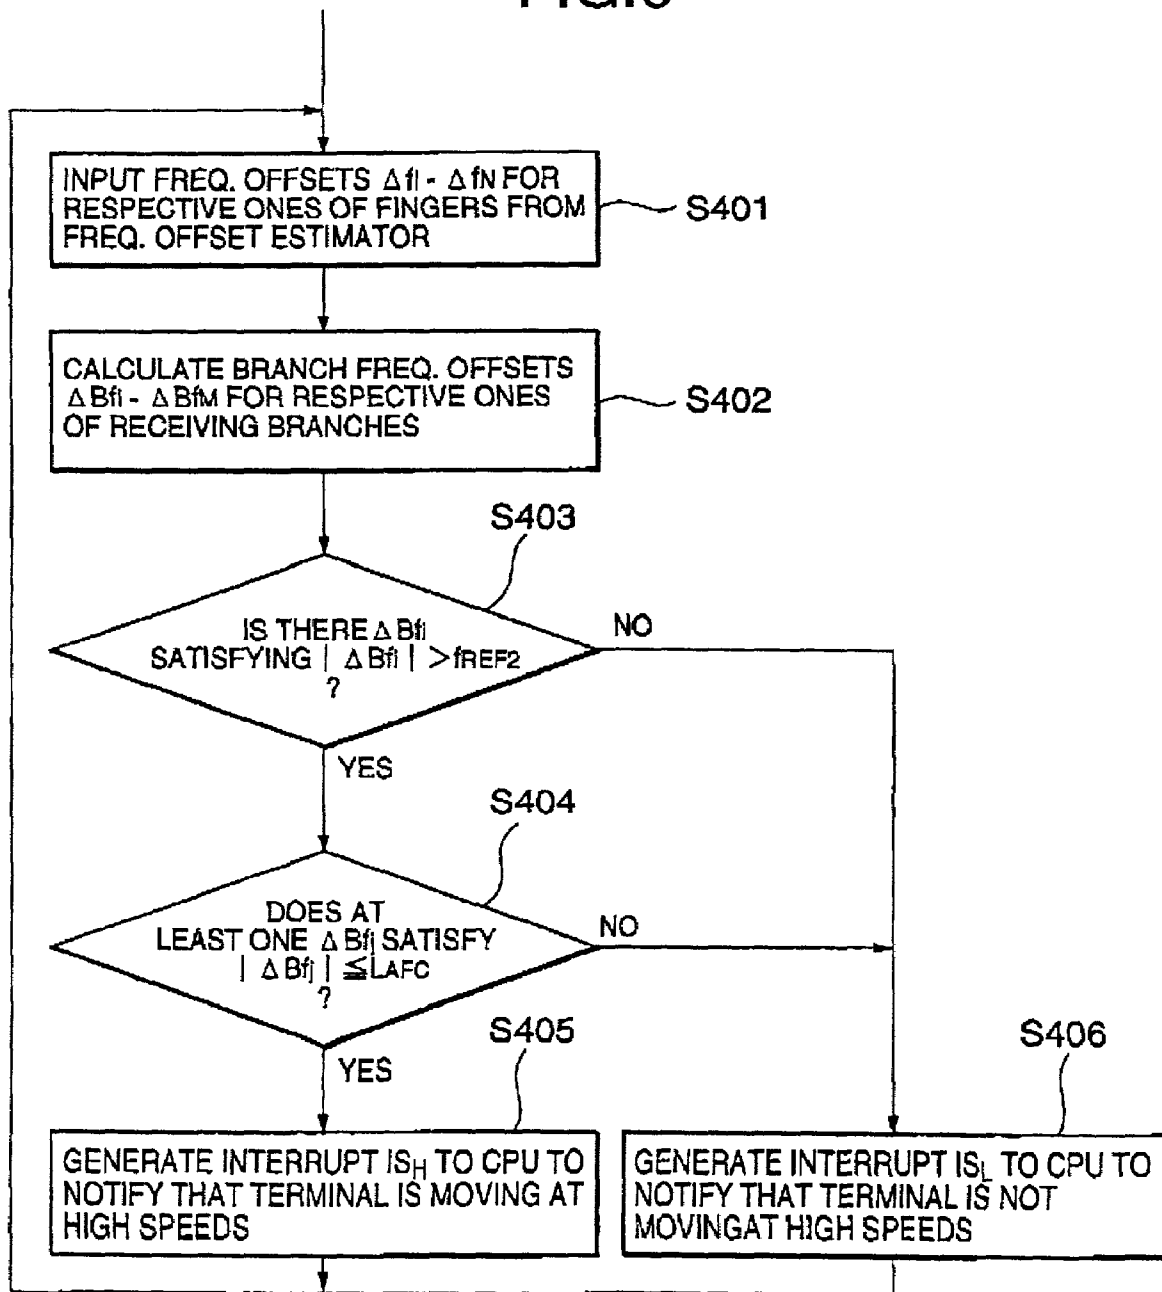 INPUT FREQ. OFFSETS Δf1 - ΔfN FOR
RESPECTIVE ONES OF FINGERS FROM
FREQ. OFFSET ESTIMATOR
S401
CALCULATE BRANCH FREQ. OFFSETS
ΔBf1 - ΔBfM FOR RESPECTIVE ONES
OF RECEIVING BRANCHES
S402
S403
IS THERE ΔBfi
SATISFYING | ΔBfi | >fREF2
?
NO
YES
S404
DOES AT
LEAST ONE ΔBfj SATISFY
| ΔBfj | ≦LAFC
?
NO
YES
S405
GENERATE INTERRUPT ISH TO CPU TO
NOTIFY THAT TERMINAL IS MOVING AT
HIGH SPEEDS
S406
GENERATE INTERRUPT ISL TO CPU TO
NOTIFY THAT TERMINAL IS NOT
MOVINGAT HIGH SPEEDS